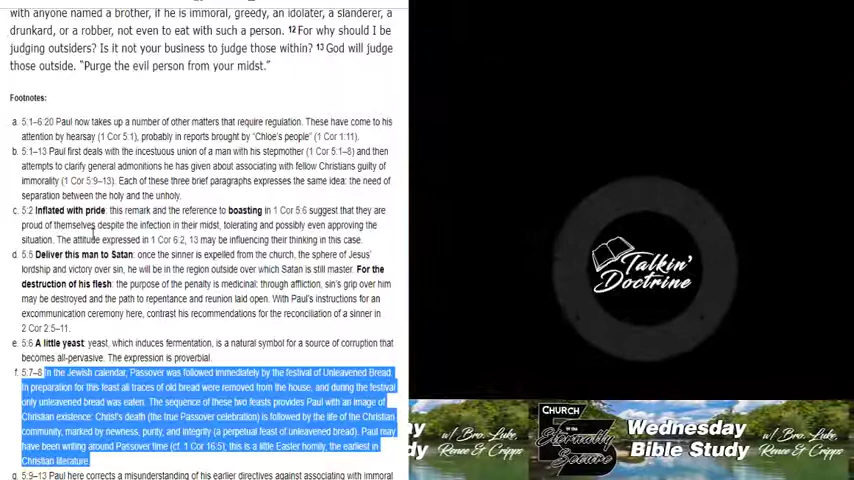 with anyone named a brother, if he is immoral, greedy, an idolater, a slanderer, a
drunkard, or a robber, not even to eat with such a person. 12 For why should I be
judging outsiders? Is it not your business to judge those within? 13 God will judge
those outside. “Purge the evil person from your midst.”
Footnotes:
a. 5:1–6:20 Paul now takes up a number of other matters that require regulation. These have come to his
attention by hearsay (1 Cor 5:1), probably in reports brought by “Chloe’s people” (1 Cor 1:11).
b. 5:1–13 Paul first deals with the incestuous union of a man with his stepmother (1 Cor 5:1–8) and then
attempts to clarify general admonitions he has given about associating with fellow Christians guilty of
immorality (1 Cor 5:9–13). Each of these three brief paragraphs expresses the same idea: the need of
separation between the holy and the unholy.
c. 5:2 Inflated with pride: this remark and the reference to boasting in 1 Cor 5:6 suggest that they are
proud of themselves despite the infection in their midst, tolerating and possibly even approving the
situation. The attitude expressed in 1 Cor 6:2, 13 may be influencing their thinking in this case.
d. 5:5 Deliver this man to Satan: once the sinner is expelled from the church, the sphere of Jesus’
lordship and victory over sin, he will be in the region outside over which Satan is still master. For the
destruction of his flesh: the purpose of the penalty is medicinal: through affliction, sin’s grip over him
may be destroyed and the path to repentance and reunion laid open. With Paul’s instructions for an
excommunication ceremony here, contrast his recommendations for the reconciliation of a sinner in
2 Cor 2:5–11.
e. 5:6 A little yeast: yeast, which induces fermentation, is a natural symbol for a source of corruption that
becomes all-pervasive. The expression is proverbial.
f. 5:7–8 In the Jewish calendar, Passover was followed immediately by the festival of Unleavened Bread.
In preparation for this feast all traces of old bread were removed from the house, and during the festival
only unleavened bread was eaten. The sequence of these two feasts provides Paul with an image of
Christian existence: Christ’s death (the true Passover celebration) is followed by the life of the Christian
community, marked by newness, purity, and integrity (a perpetual feast of unleavened bread). Paul may
have been writing around Passover time (cf. 1 Cor 16:5); this is a little Easter homily, the earliest in
Christian literature.
g. 5:9–13 Paul here corrects a misunderstanding of his earlier directives against associating with immoral
Talkin’
Doctrine
w/ Bro. Luke,
Renee & Cripps
CHURCH
of the
Eternally
Secure
Wednesday
Bible Study
w/ Bro. Luke,
Renee & Cripps